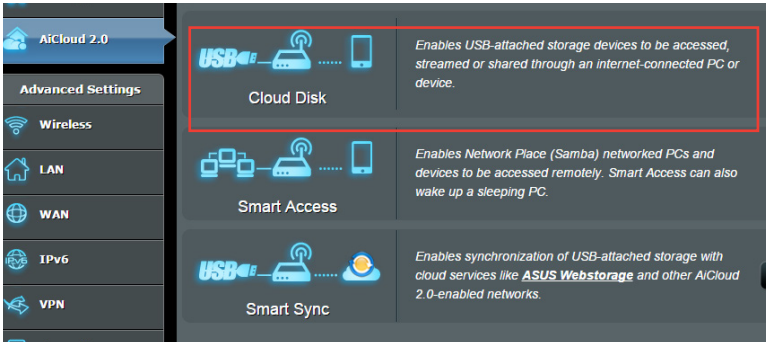 AiCloud 2.0
Advanced Settings
Wireless
LAN
WAN
IPv6
IPv6
VPN
USB
Cloud Disk
Enables USB-attached storage devices to be accessed,
streamed or shared through an internet-connected PC or
device.
Smart Access
Enables Network Place (Samba) networked PCs and
devices to be accessed remotely. Smart Access can also
wake up a sleeping PC.
USB
Smart Sync
Enables synchronization of USB-attached storage with
cloud services like ASUS Webstorage and other AiCloud
2.0-enabled networks.